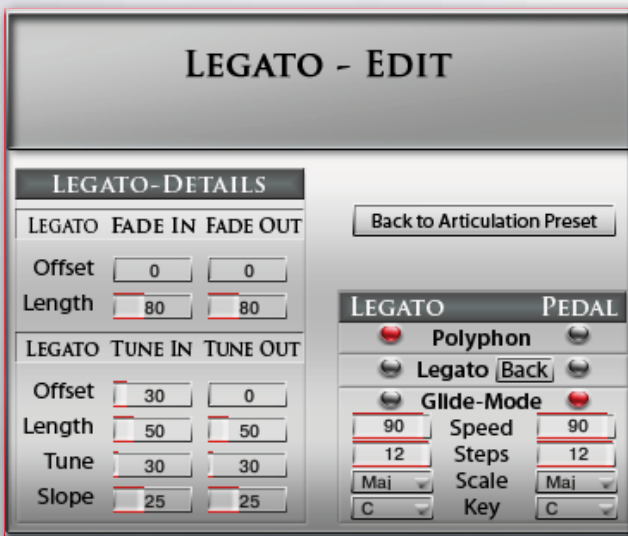 LEGATO - EDIT
LEGATO-DETAILS
LEGATO FADE IN FADE OUT
Offset 0 0
Length 80 80
LEGATO TUNE IN TUNE OUT
Offset 30 0
Length 50 50
Tune 30 30
Slope 25 25
Back to Articulation Preset
LEGATO PEDAL
Polyphon
Legato Back
Glide-Mode
90 Speed 90
12 Steps 12
Maj Scale Maj
C Key C